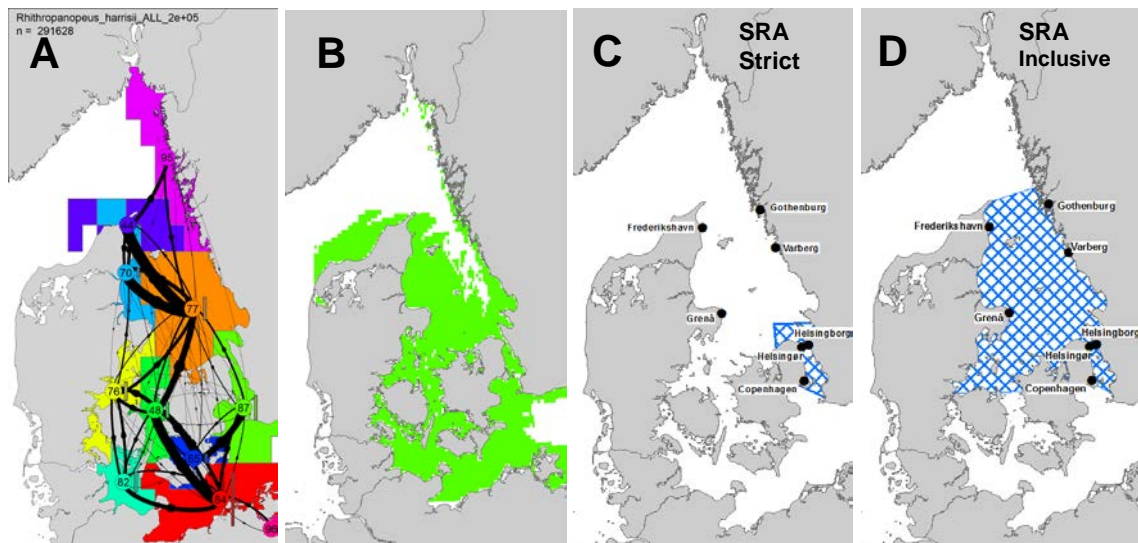 Rhithropanopeus_harrisii_ALL_2e+05
n = 291628
A
95
70
77
76
48
87
82
B
C
SRA
Strict
Gothenburg
Frederikshavn
Varberg
Grenå
Helsingborg
Helsingør
Copenhagen
D
SRA
Inclusive
Gothenburg
Frederikshavn
Varberg
Grenå
Helsingborg
Helsingør
Copenhagen